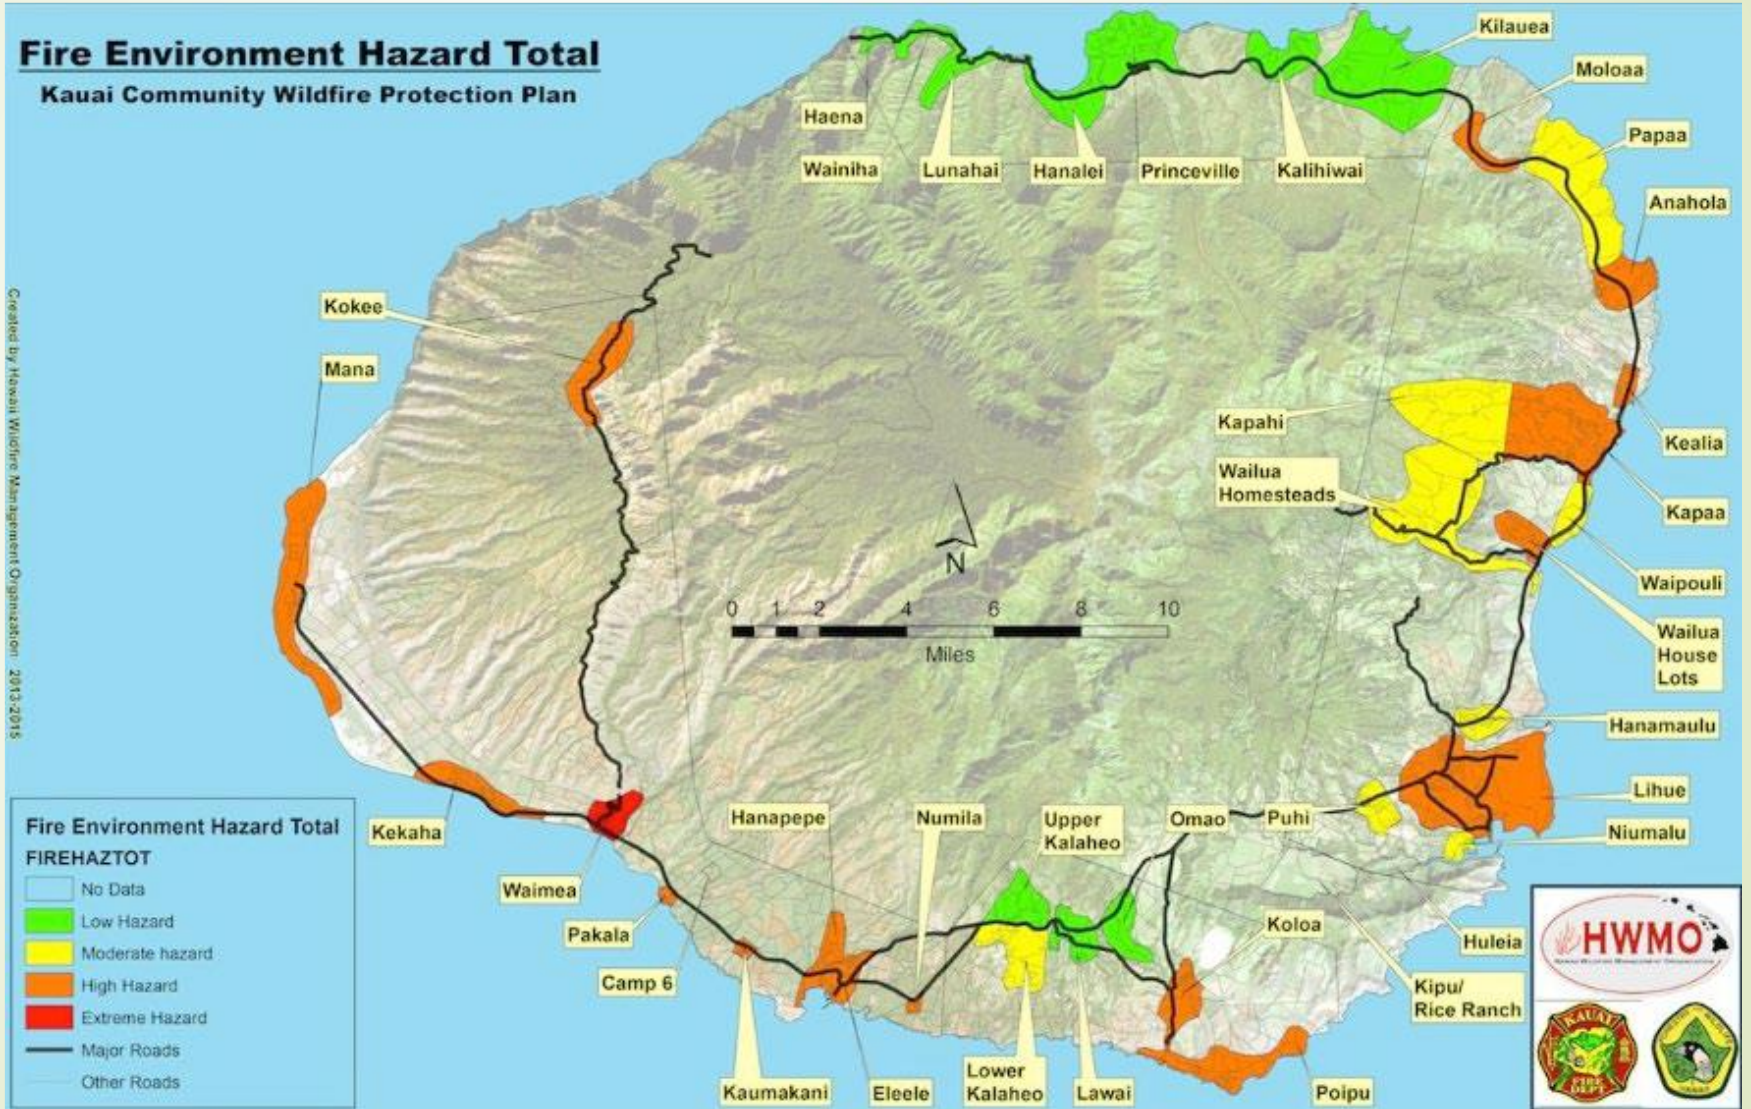 Fire Environment Hazard Total
Kauai Community Wildfire Protection Plan
Kilauea
Moloaa
Haena
Papaa
Wainiha
Lunahai
Hanalei
Princeville
Kalihiwai
Anahola
Kokee
Mana
Kapahi
Kealia
Wailua
Homesteads
Kapaa
N
Waipouli
0 1 2 4 6 8 10
Miles
Wailua
House
Lots
Hanamaulu
Lihue
Hanapepe
Numila
Upper
Kalaheo
Omao
Puhi
Niumalu
Kekaha
Waimea
Pakala
Koloa
Huleia
Camp 6
Kipu/
Rice Ranch
Kaumakani
Eleele
Lower
Kalaheo
Lawai
Poipu
Created by Hawaii Wildfire Management Organization 2013-2015
Fire Environment Hazard Total
FIREHAZTOT
No Data
Low Hazard
Moderate hazard
High Hazard
Extreme Hazard
Major Roads
Other Roads
HWMO
KAUAI
FIRE
DEPT